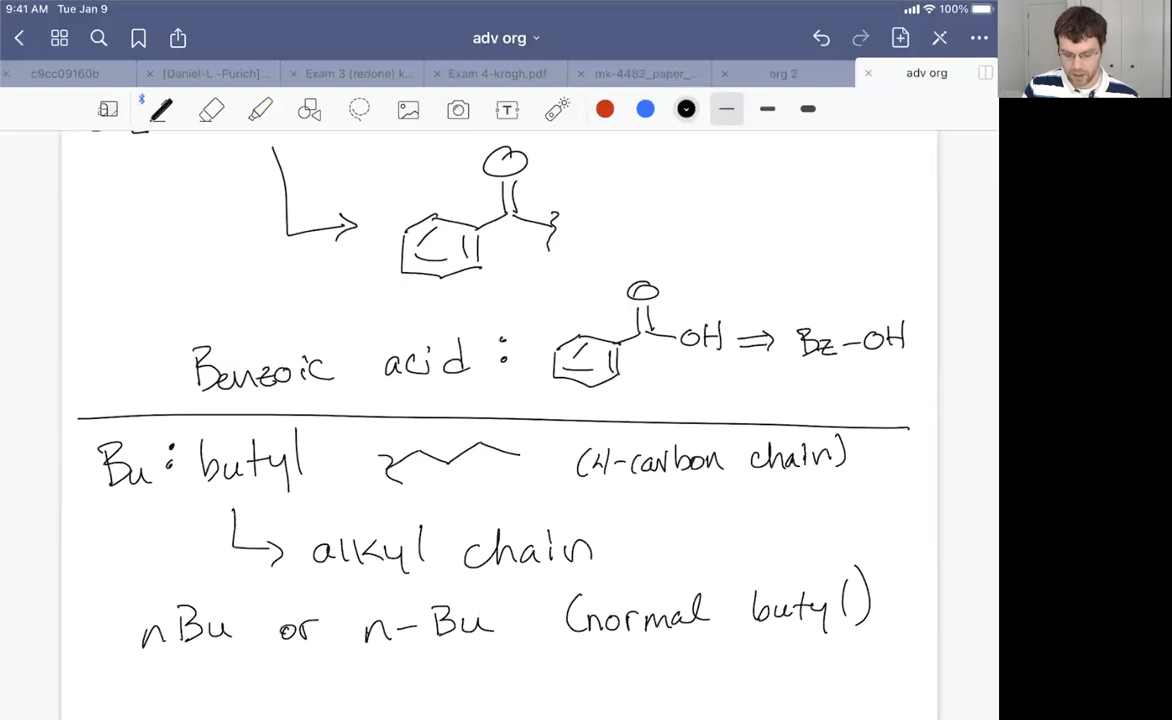 9:41 AM Tue Jan 9
100%
adv org
c9cc09160b
[Daniel-L.-Purich]...
Exam 3 (redone) k...
Exam 4-krogh.pdf
mk-4482_paper_...
org 2
adv org
O
O
Benzoic acid : OH ⇒ Bz-OH
Bu : butyl (4-carbon chain)
↳ alkyl chain
nBu or n-Bu (normal butyl)